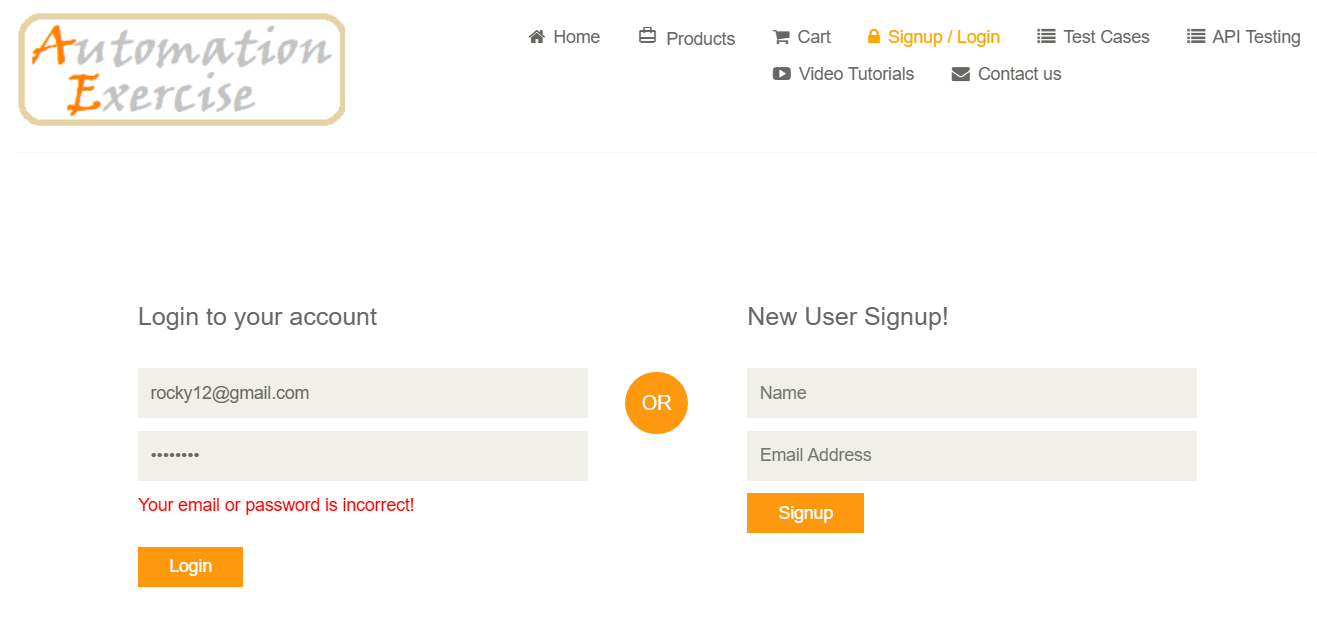 Automation
Exercise
Home Products Cart Signup / Login Test Cases API Testing
Video Tutorials Contact us
Login to your account
rocky12@gmail.com
••••••••
Your email or password is incorrect!
Login
OR
New User Signup!
Name
Email Address
Signup